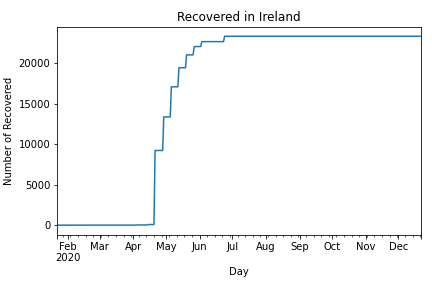 Recovered in Ireland
Number of Recovered
20000
15000
10000
5000
0
Feb Mar Apr May Jun Jul Aug Sep Oct Nov Dec
2020
Day